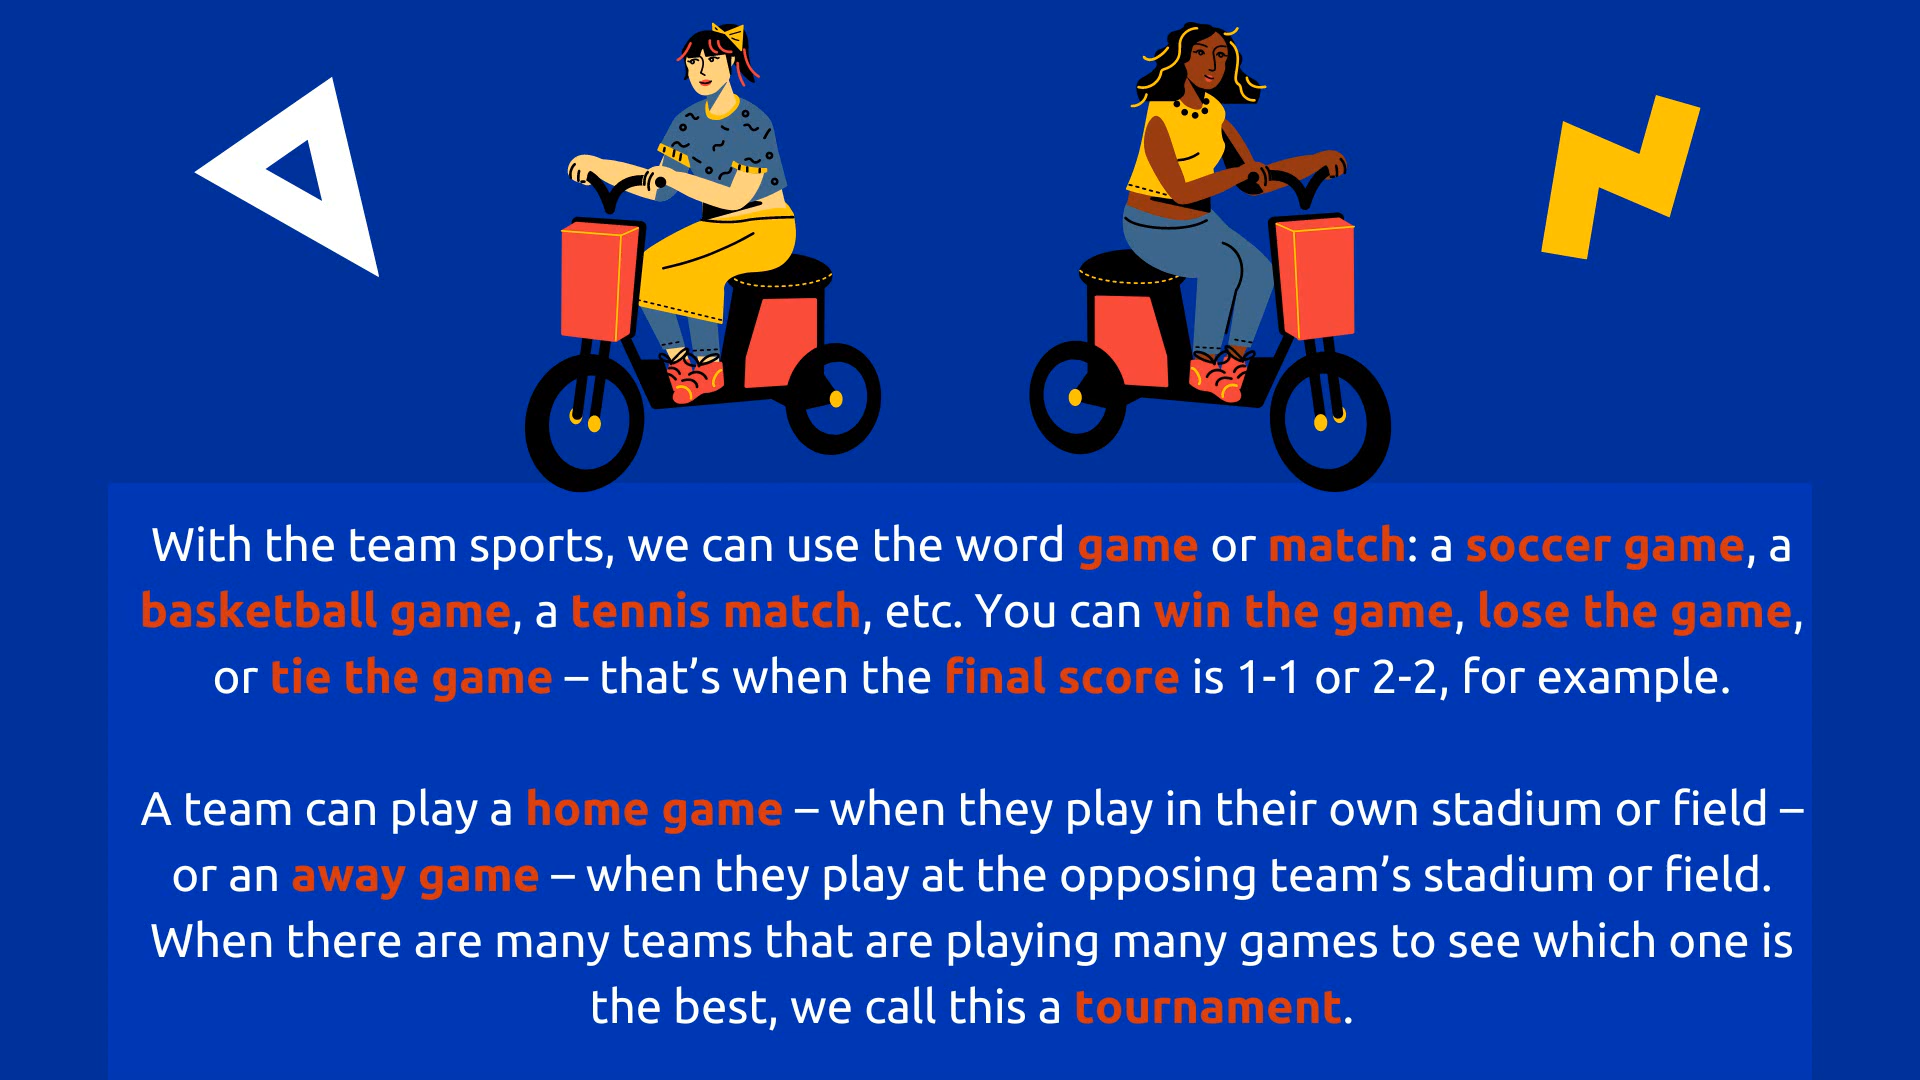 With the team sports, we can use the word game or match: a soccer game, a
basketball game, a tennis match, etc. You can win the game, lose the game,
or tie the game – that’s when the final score is 1-1 or 2-2, for example.
A team can play a home game – when they play in their own stadium or field –
or an away game – when they play at the opposing team’s stadium or field.
When there are many teams that are playing many games to see which one is
the best, we call this a tournament.